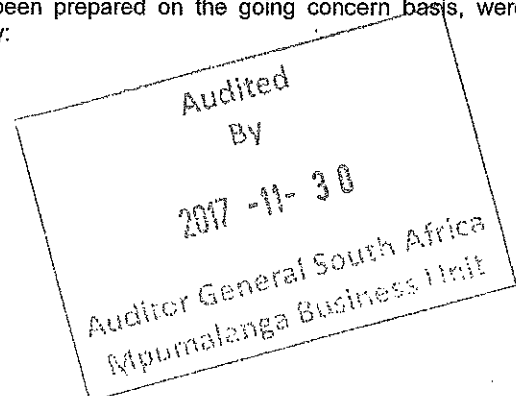 been prepared on the going concern basis, were
y:
Audited
By
2017 -11- 30
Auditor General South Africa
Mpumalanga Business Unit